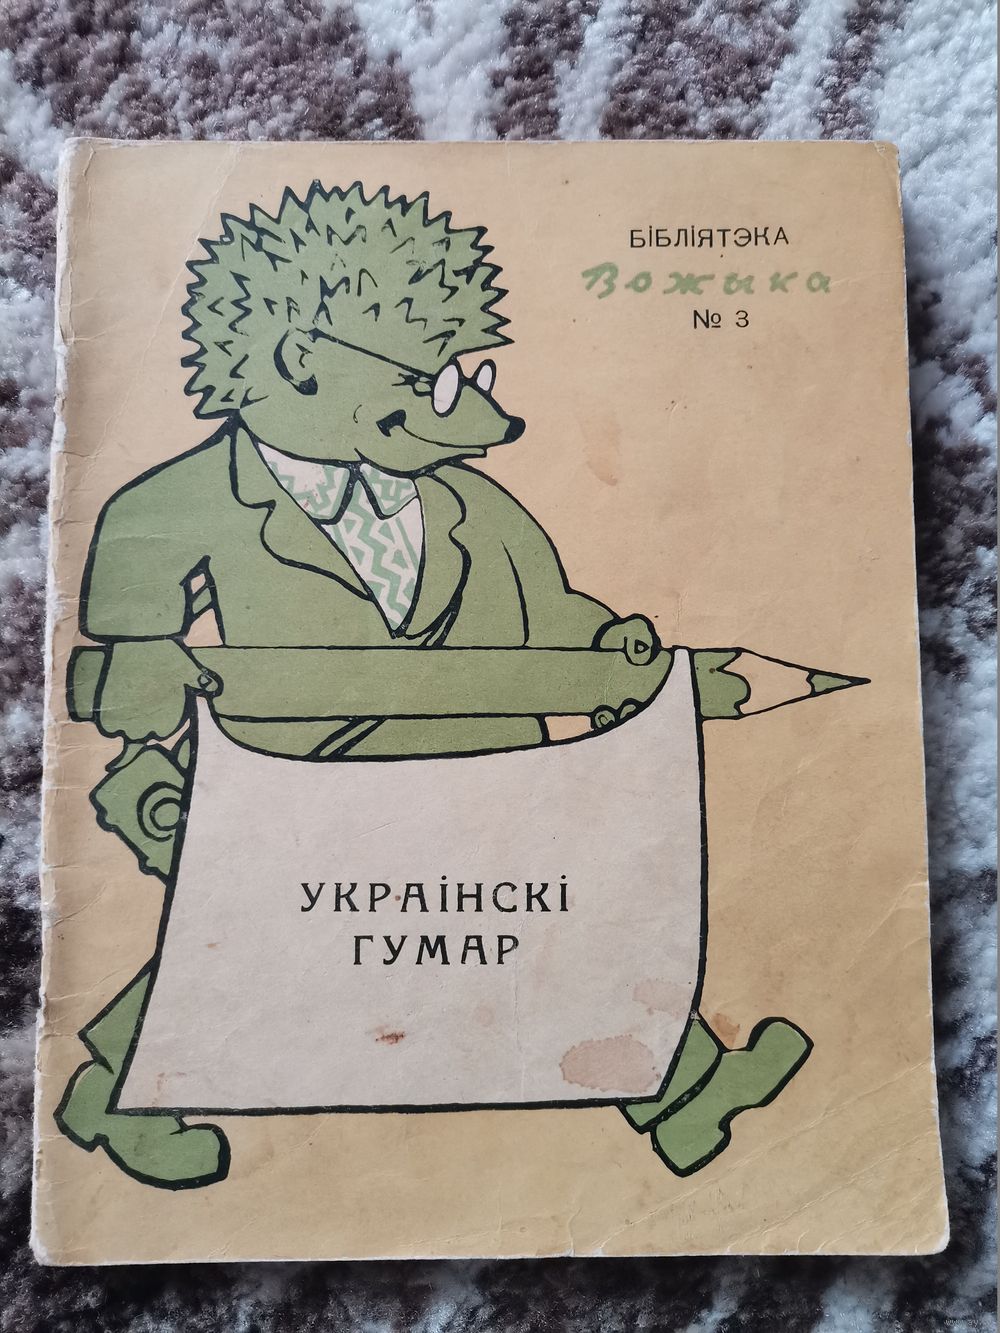 БІБЛІЯТЭКА
Вожыка
№ 3
УКРАІНСКІ
ГУМАР